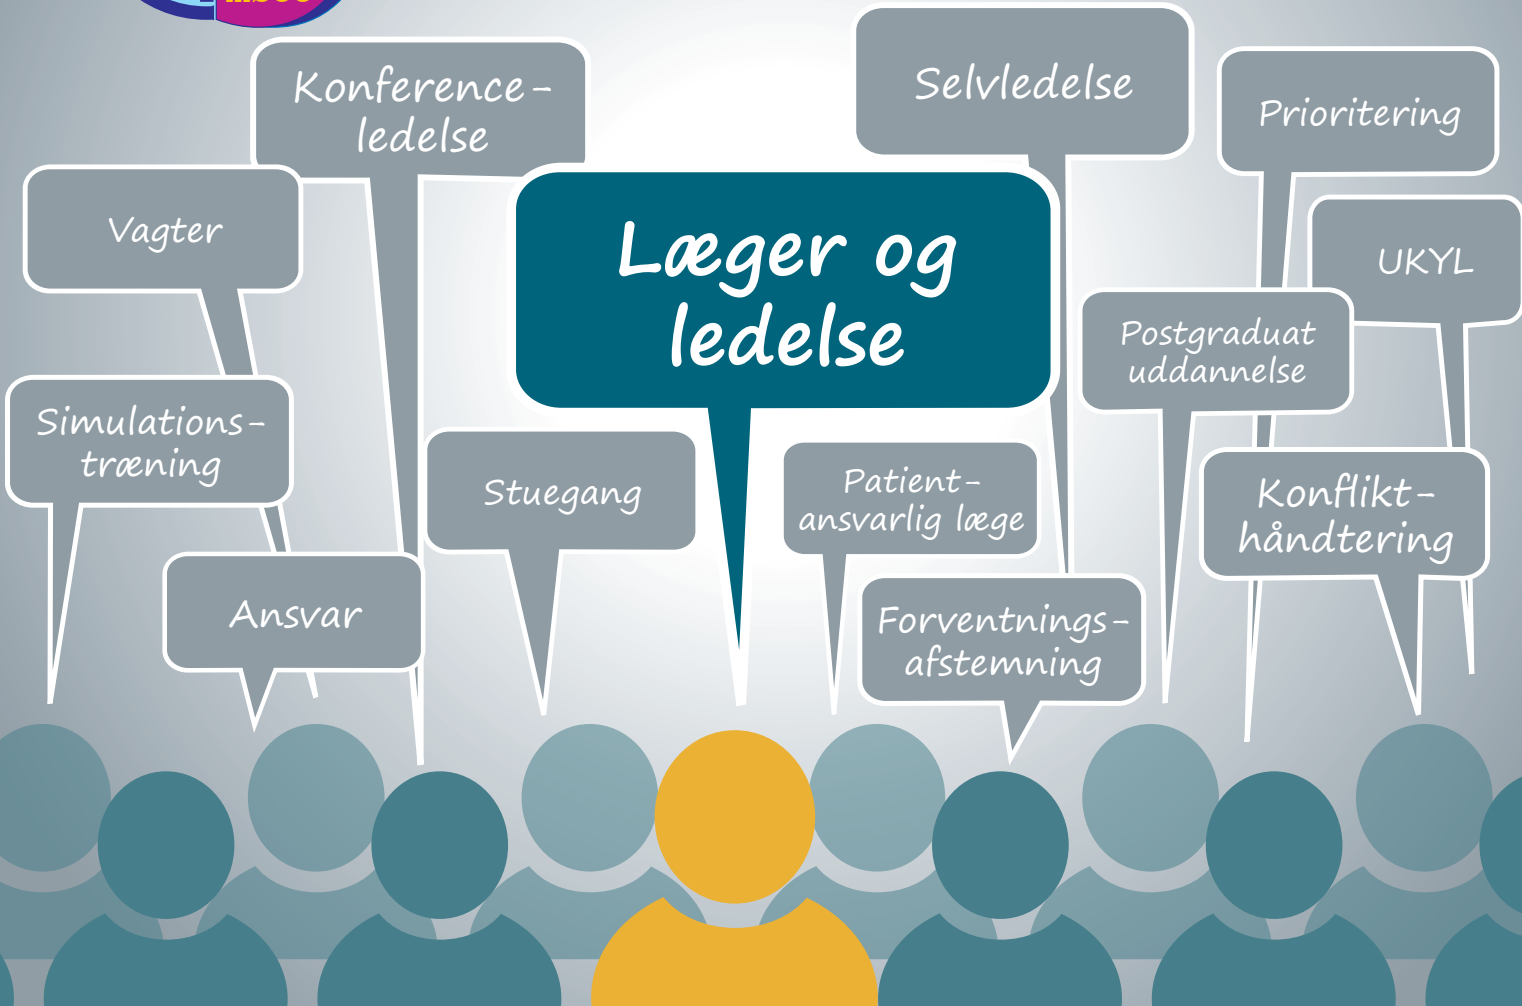 Konference-
ledelse
Selvledelse
Prioritering
Vagter
Læger og
ledelse
UKYL
Postgraduat
uddannelse
Simulations-
træning
Stuegang
Patient-
ansvarlig læge
Konflikt-
håndtering
Ansvar
Forventnings-
afstemning